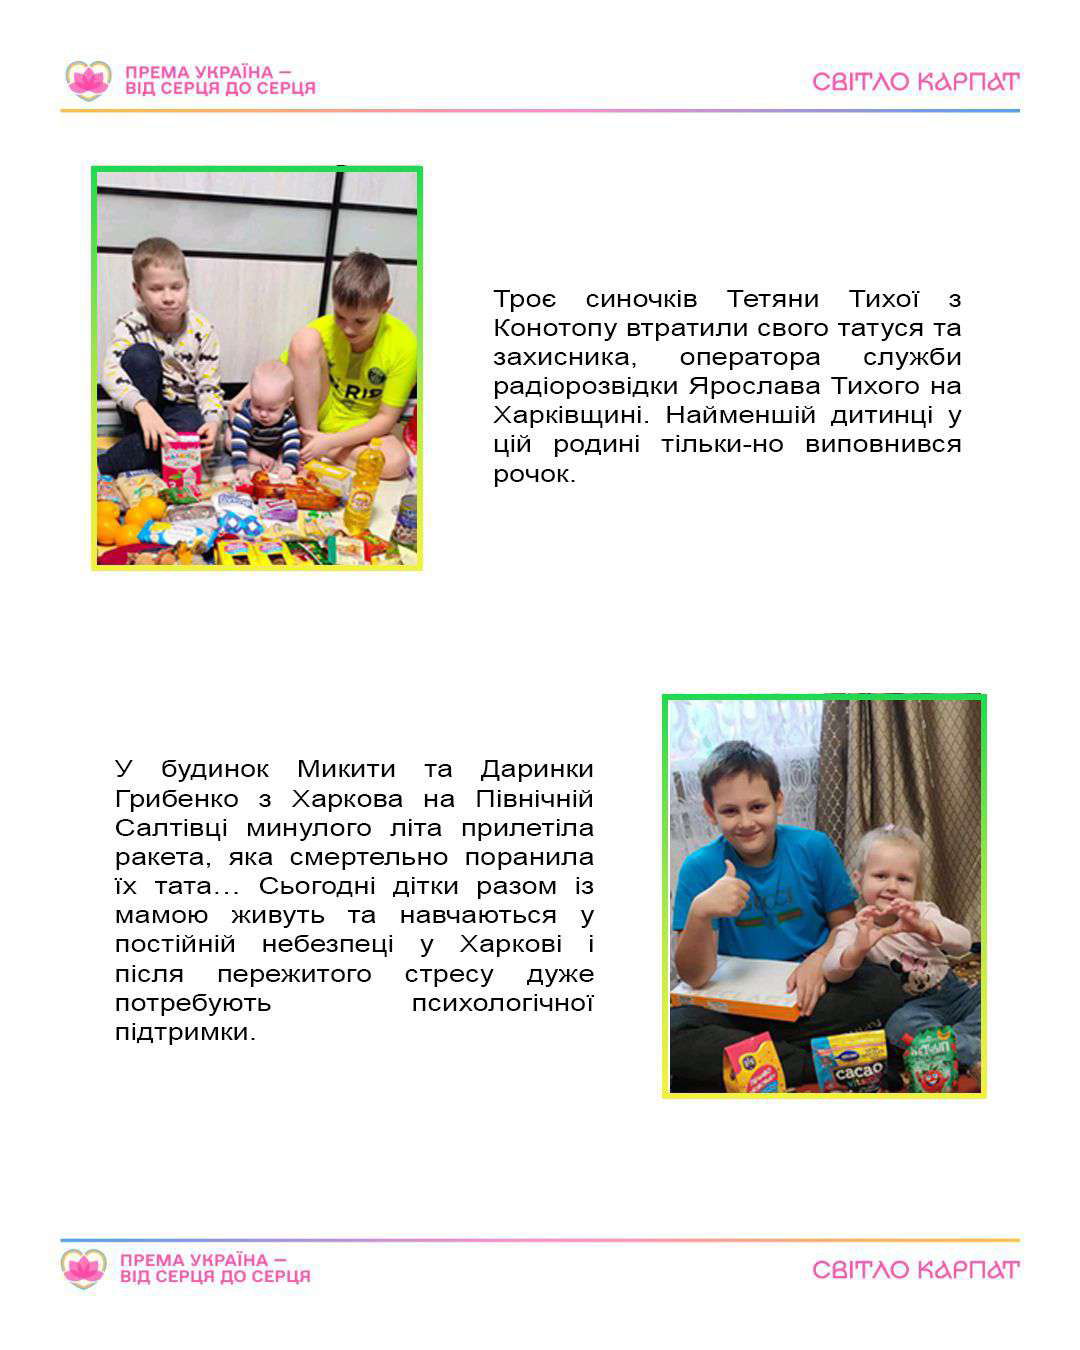 ПРЕМА УКРАЇНА –
ВІД СЕРЦЯ ДО СЕРЦЯ
СВІТЛО КАРПАТ
Троє синочків Тетяни Тихої з
Конотопу втратили свого татуся та
захисника, оператора служби
радіорозвідки Ярослава Тихого на
Харківщині. Найменшій дитинці у
цій родині тільки-но виповнився
рочок.
У будинок Микити та Даринки
Грибенко з Харкова на Північній
Салтівці минулого літа прилетіла
ракета, яка смертельно поранила
їх тата... Сьогодні дітки разом із
мамою живуть та навчаються у
постійній небезпеці у Харкові і
після пережитого стресу дуже
потребують психологічної
підтримки.
CACAO
ПРЕМА УКРАЇНА –
ВІД СЕРЦЯ ДО СЕРЦЯ
СВІТЛО КАРПАТ